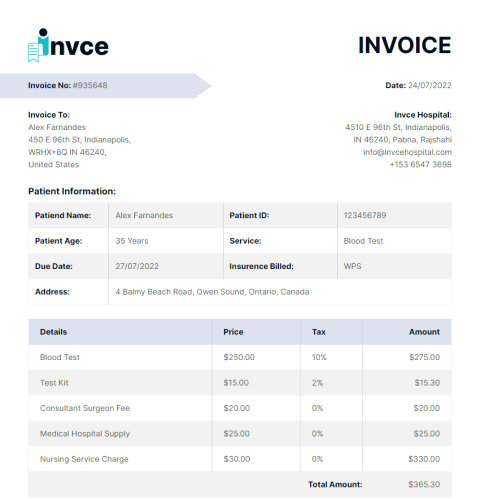 invce
INVOICE
Invoice No: #935648
Date: 24/07/2022
Invoice To:
Alex Farnandes
450 E 96th St, Indianapolis,
WRHX+8Q IN 46240,
United States
Invce Hospital:
4510 E 96th St, Indianapolis,
IN 46240, Pabna, Rajshahi
info@invcehospital.com
+153 6547 3698
Patient Information:
Patiend Name: Alex Farnandes Patient ID: 123456789
Patient Age: 35 Years Service: Blood Test
Due Date: 27/07/2022 Insurence Billed: WPS
Address: 4 Balmy Beach Road, Owen Sound, Ontario, Canada
Details Price Tax Amount
Blood Test $250.00 10% $275.00
Test Kit $15.00 2% $15.30
Consultant Surgeon Fee $20.00 0% $20.00
Medical Hospital Supply $25.00 0% $25.00
Nursing Service Charge $30.00 0% $330.00
Total Amount: $365.30